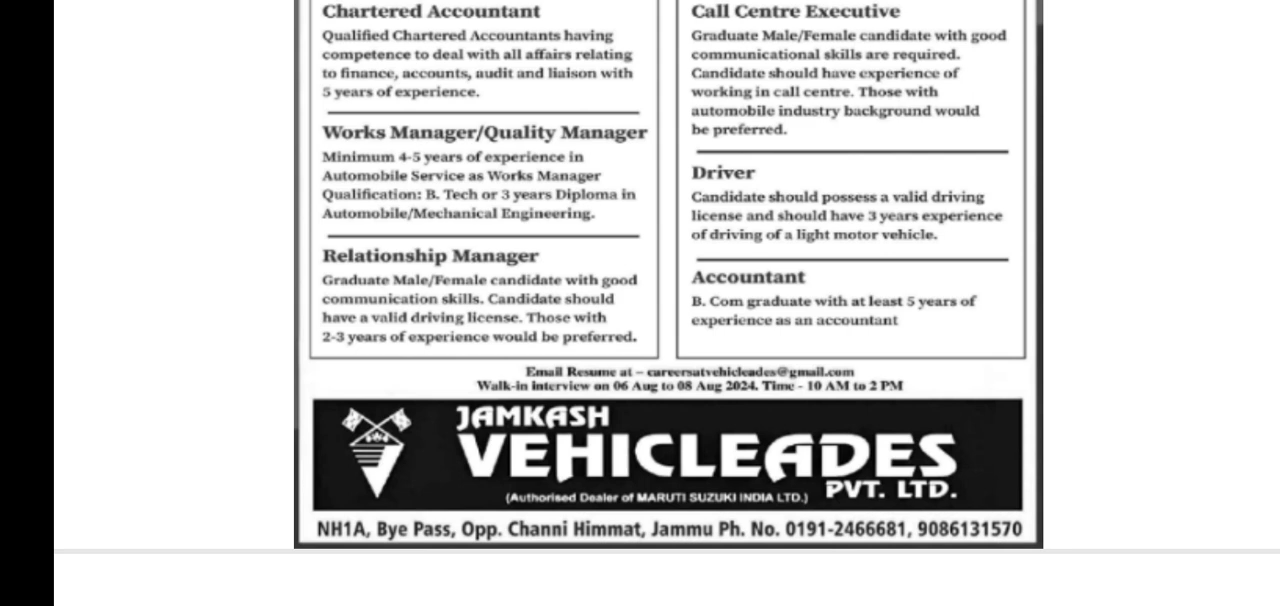 Chartered Accountant
Qualified Chartered Accountants having
competence to deal with all affairs relating
to finance, accounts, audit and liaison with
5 years of experience.
Works Manager/Quality Manager
Minimum 4-5 years of experience in
Automobile Service as Works Manager
Qualification: B. Tech or 3 years Diploma in
Automobile/Mechanical Engineering.
Relationship Manager
Graduate Male/Female candidate with good
communication skills. Candidate should
have a valid driving license. Those with
2-3 years of experience would be preferred.
Call Centre Executive
Graduate Male/Female candidate with good
communicational skills are required.
Candidate should have experience of
working in call centre. Those with
automobile industry background would
be preferred.
Driver
Candidate should possess a valid driving
license and should have 3 years experience
of driving of a light motor vehicle.
Accountant
B. Com graduate with at least 5 years of
experience as an accountant
Email Resume at – careersatvehicleades@gmail.com
Walk-in interview on 06 Aug to 08 Aug 2024. Time - 10 AM to 2 PM
JAMKASH
VEHICLEADES
PVT. LTD.
(Authorised Dealer of MARUTI SUZUKI INDIA LTD.)
NH1A, Bye Pass, Opp. Channi Himmat, Jammu Ph. No. 0191-2466681, 9086131570